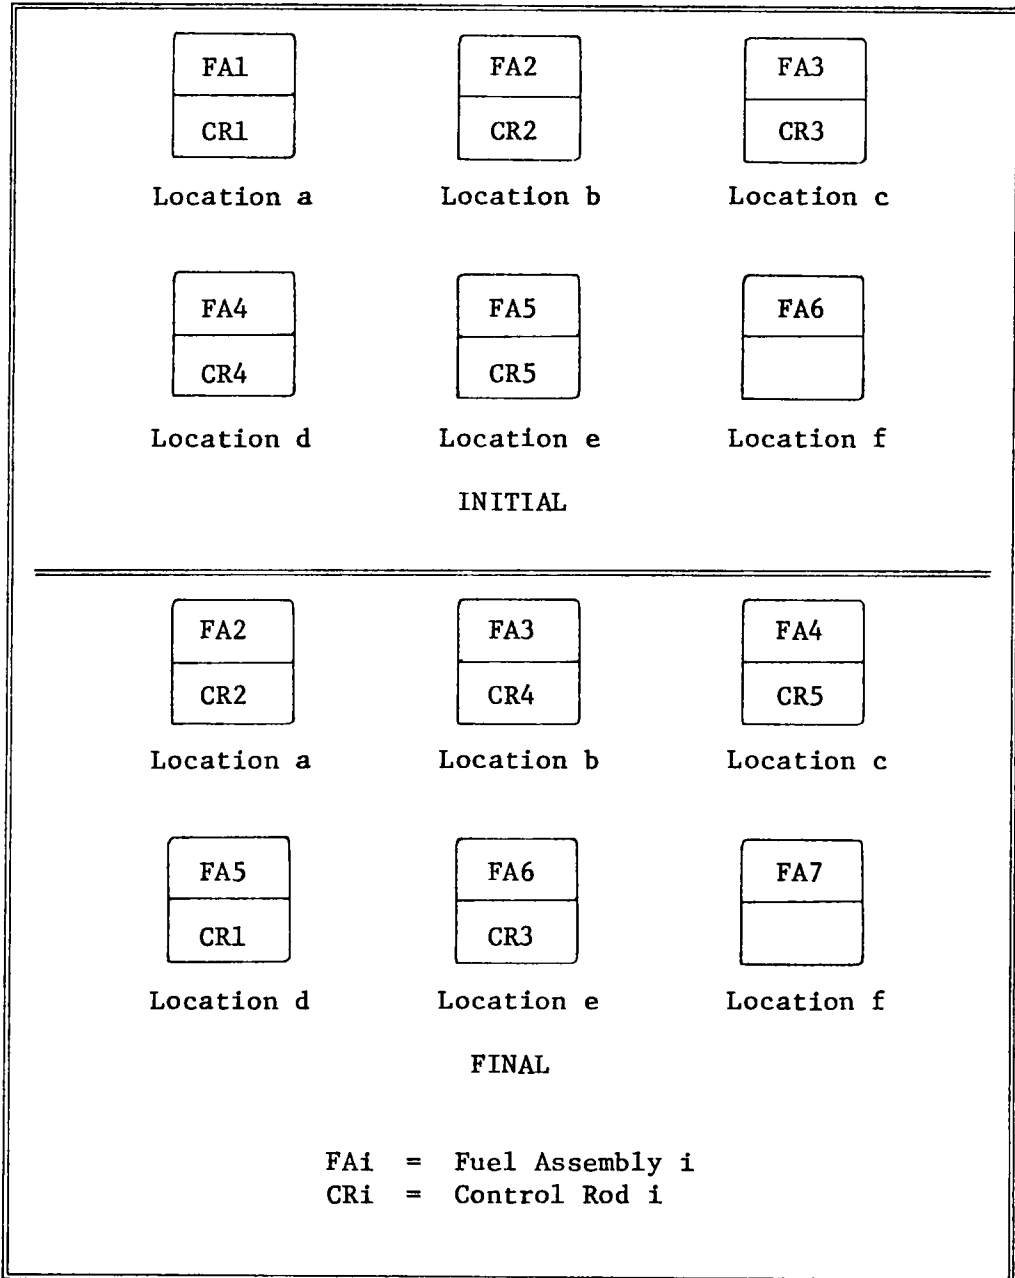 FA1 FA2 FA3
CR1 CR2 CR3
Location a Location b Location c
FA4 FA5 FA6
CR4 CR5
Location d Location e Location f
INITIAL
FA2 FA3 FA4
CR2 CR4 CR5
Location a Location b Location c
FA5 FA6 FA7
CR1 CR3
Location d Location e Location f
FINAL
FAi = Fuel Assembly i
CRi = Control Rod i